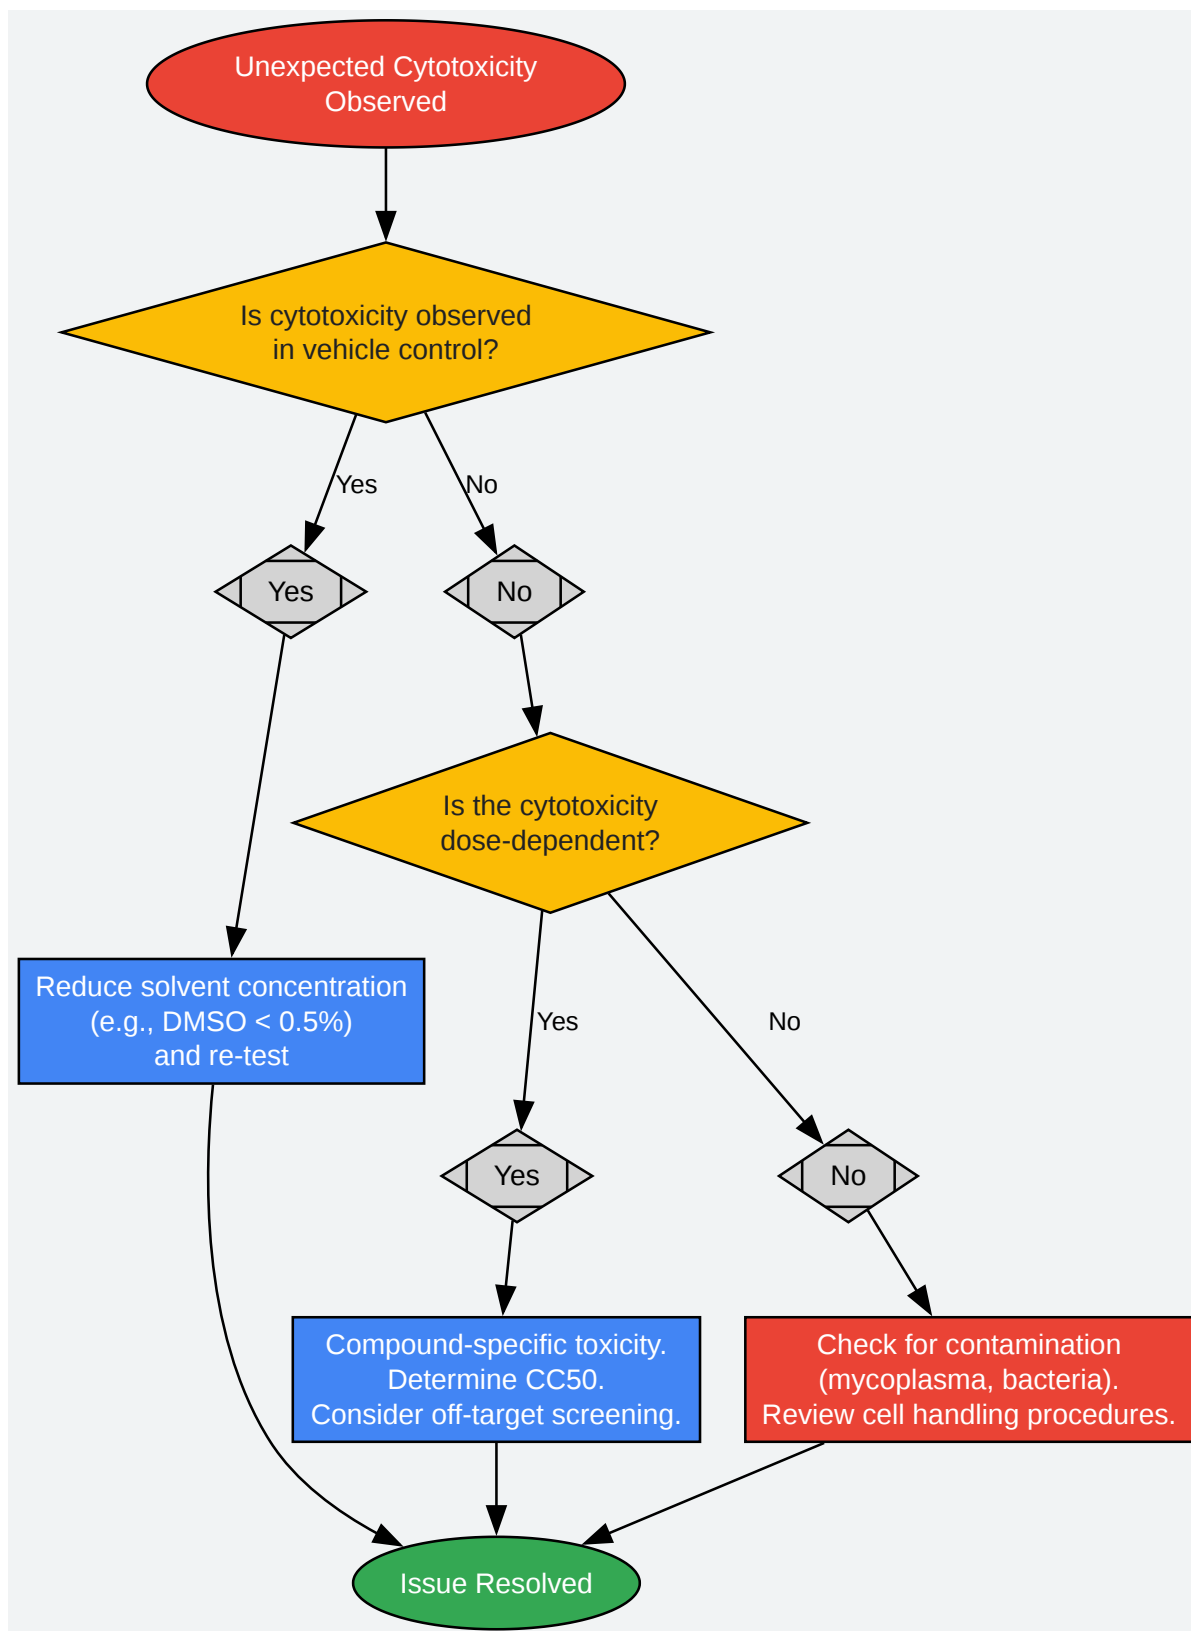 Unexpected Cytotoxicity
Observed
Is cytotoxicity observed
in vehicle control?
Yes
No
Yes
No
Is the cytotoxicity
dose-dependent?
Reduce solvent concentration
(e.g., DMSO < 0.5%)
and re-test
Yes
No
Yes
No
Compound-specific toxicity.
Determine CC50.
Consider off-target screening.
Check for contamination
(mycoplasma, bacteria).
Review cell handling procedures.
Issue Resolved